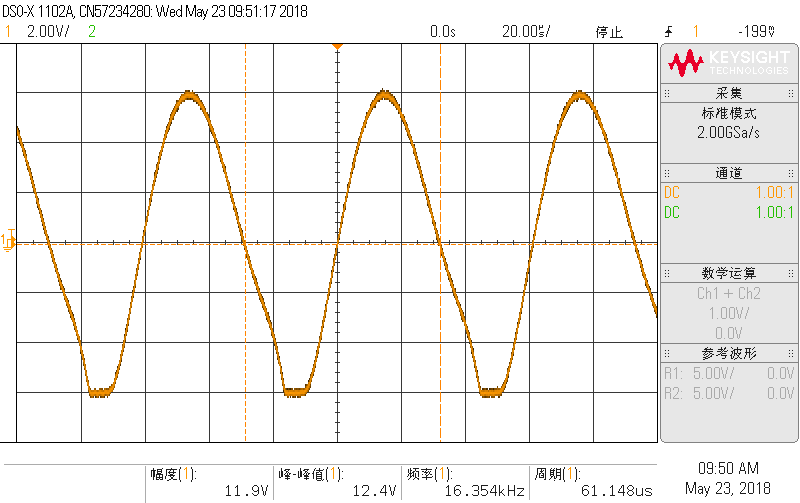 DSO-X 1102A, CN57234280: Wed May 23 09:51:17 2018
1 2.00V/ 2 0.0s 20.00us/ 停止 1 -199mV
KEYSIGHT
TECHNOLOGIES
采集
标准模式
2.00GSa/s
通道
DC 1.00:1
DC 1.00:1
数学运算
Ch1 + Ch2
1.00V/
0.0V
参考波形
R1: 5.00V/ 0.0V
R2: 5.00V/ 0.0V
1
幅度(1): 峰-峰值(1): 频率(1): 周期(1):
11.9V 12.4V 16.354kHz 61.148us
09:50 AM
May 23, 2018